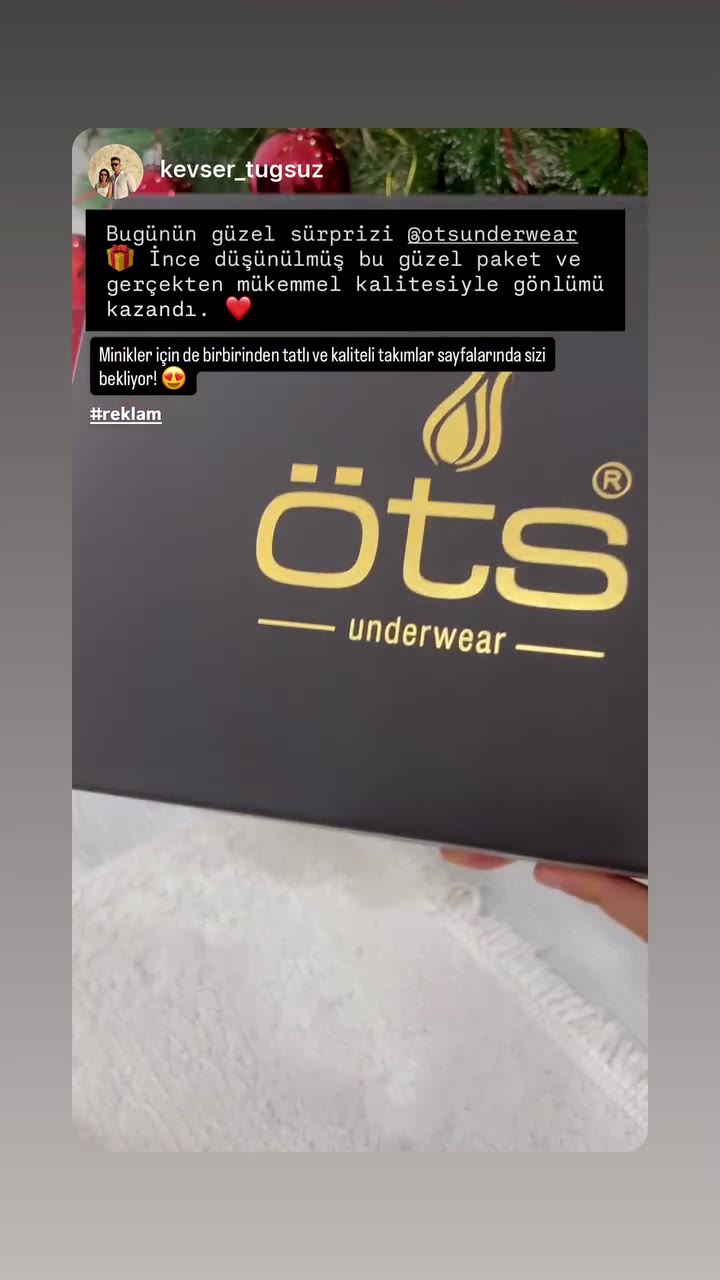 kevser_tugsuz
Bugünün güzel sürprizi @otsunderwear
🎁 İnce düşünülmüş bu güzel paket ve
gerçekten mükemmel kalitesiyle gönlümü
kazandı. ❤️
Minikler için de birbirinden tatlı ve kaliteli takımlar sayfalarında sizi
bekliyor! 😍
#reklam
öts®
underwear